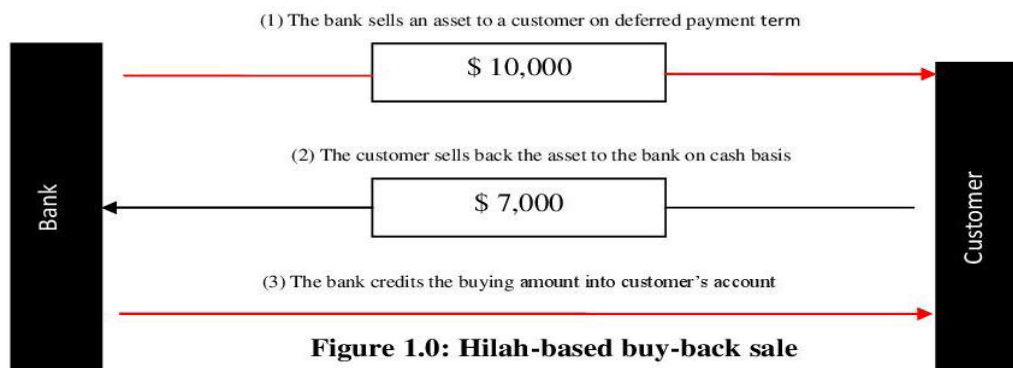 (1) The bank sells an asset to a customer on deferred payment term
$ 10,000
(2) The customer sells back the asset to the bank on cash basis
$ 7,000
Bank
Customer
(3) The bank credits the buying amount into customer's account
Figure 1.0: Hilah-based buy-back sale